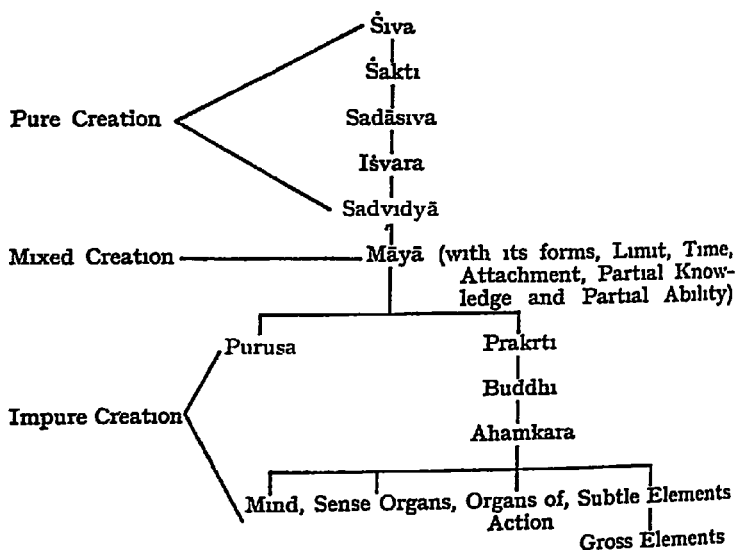 Śiva
Śakti
Pure Creation
Sadāsiva
Iśvara
Sadvidyā
Mixed Creation
Māyā (with its forms, Limit, Time,
Attachment, Partial Know-
ledge and Partial Ability)
Purusa
Prakrti
Buddhi
Impure Creation
Ahamkara
Mind, Sense Organs, Organs of, Subtle Elements
Action
Gross Elements